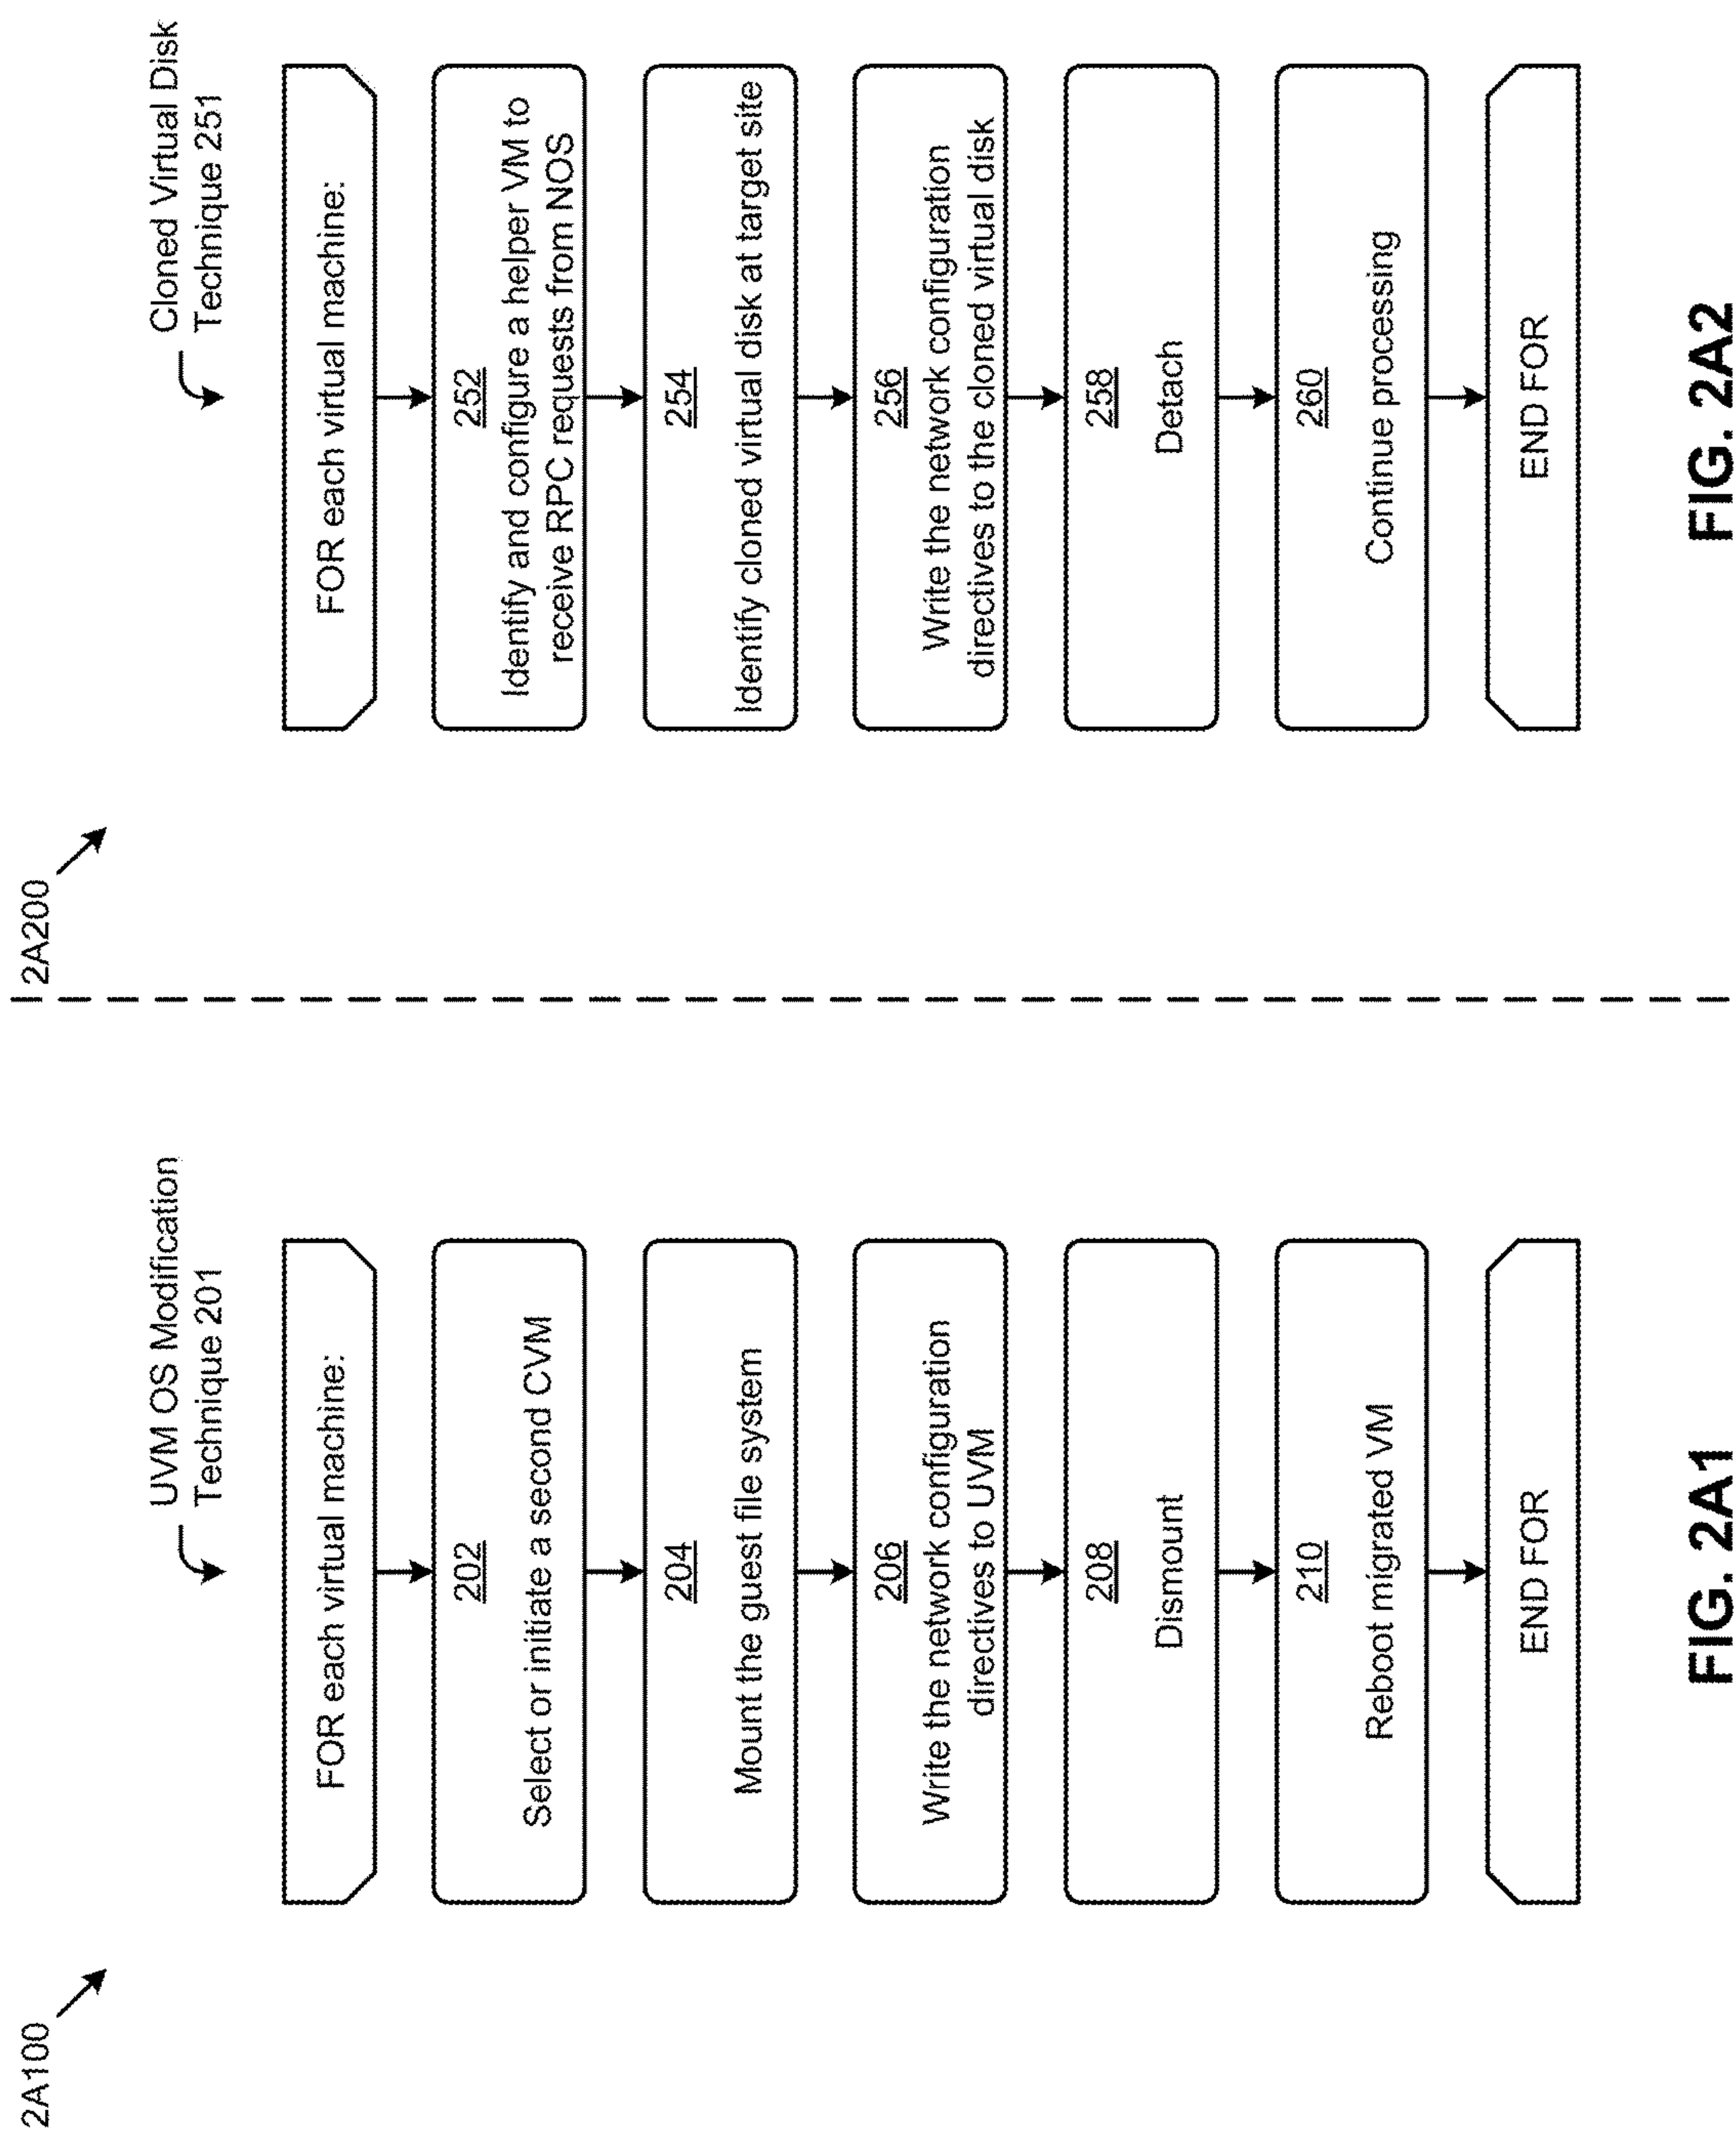 2A100
UVM OS Modification
Technique 201
FOR each virtual machine:
202
Select or initiate a second CVM
204
Mount the guest file system
206
Write the network configuration
directives to UVM
208
Dismount
210
Reboot migrated VM
END FOR
FIG. 2A1
2A200
Cloned Virtual Disk
Technique 251
FOR each virtual machine:
252
Identify and configure a helper VM to
receive RPC requests from NOS
254
Identify cloned virtual disk at target site
256
Write the network configuration
directives to the cloned virtual disk
258
Detach
260
Continue processing
END FOR
FIG. 2A2